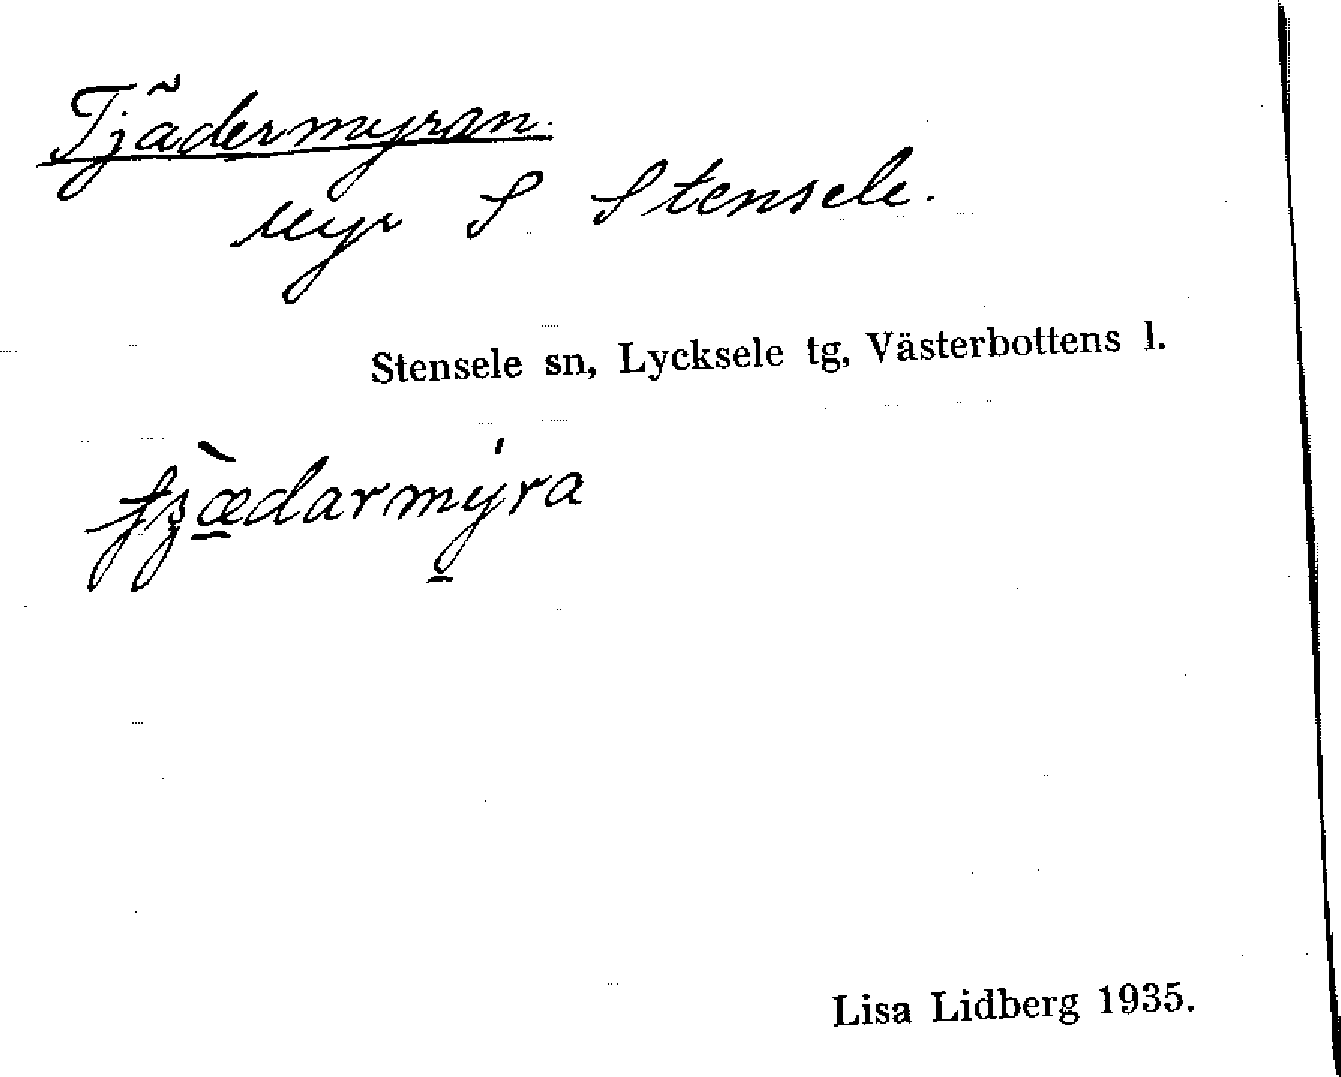 Tjädermyran.
Myr S Stensele.
Stensele sn, Lycksele tg, Västerbottens l.
Lisa Lidberg 1935.